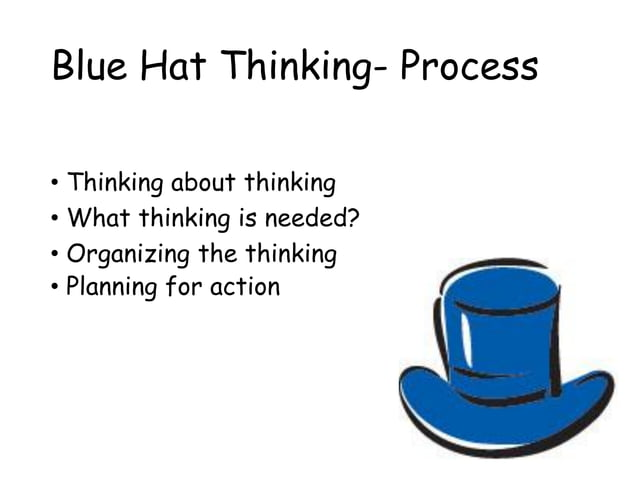 Blue Hat Thinking- Process
• Thinking about thinking
• What thinking is needed?
• Organizing the thinking
• Planning for action